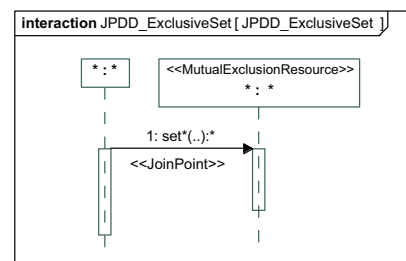 interaction JPDD_ExclusiveSet [ JPDD_ExclusiveSet ]
* : *
<<MutualExclusionResource>>
* : *
1: set*(..):*
<<JoinPoint>>